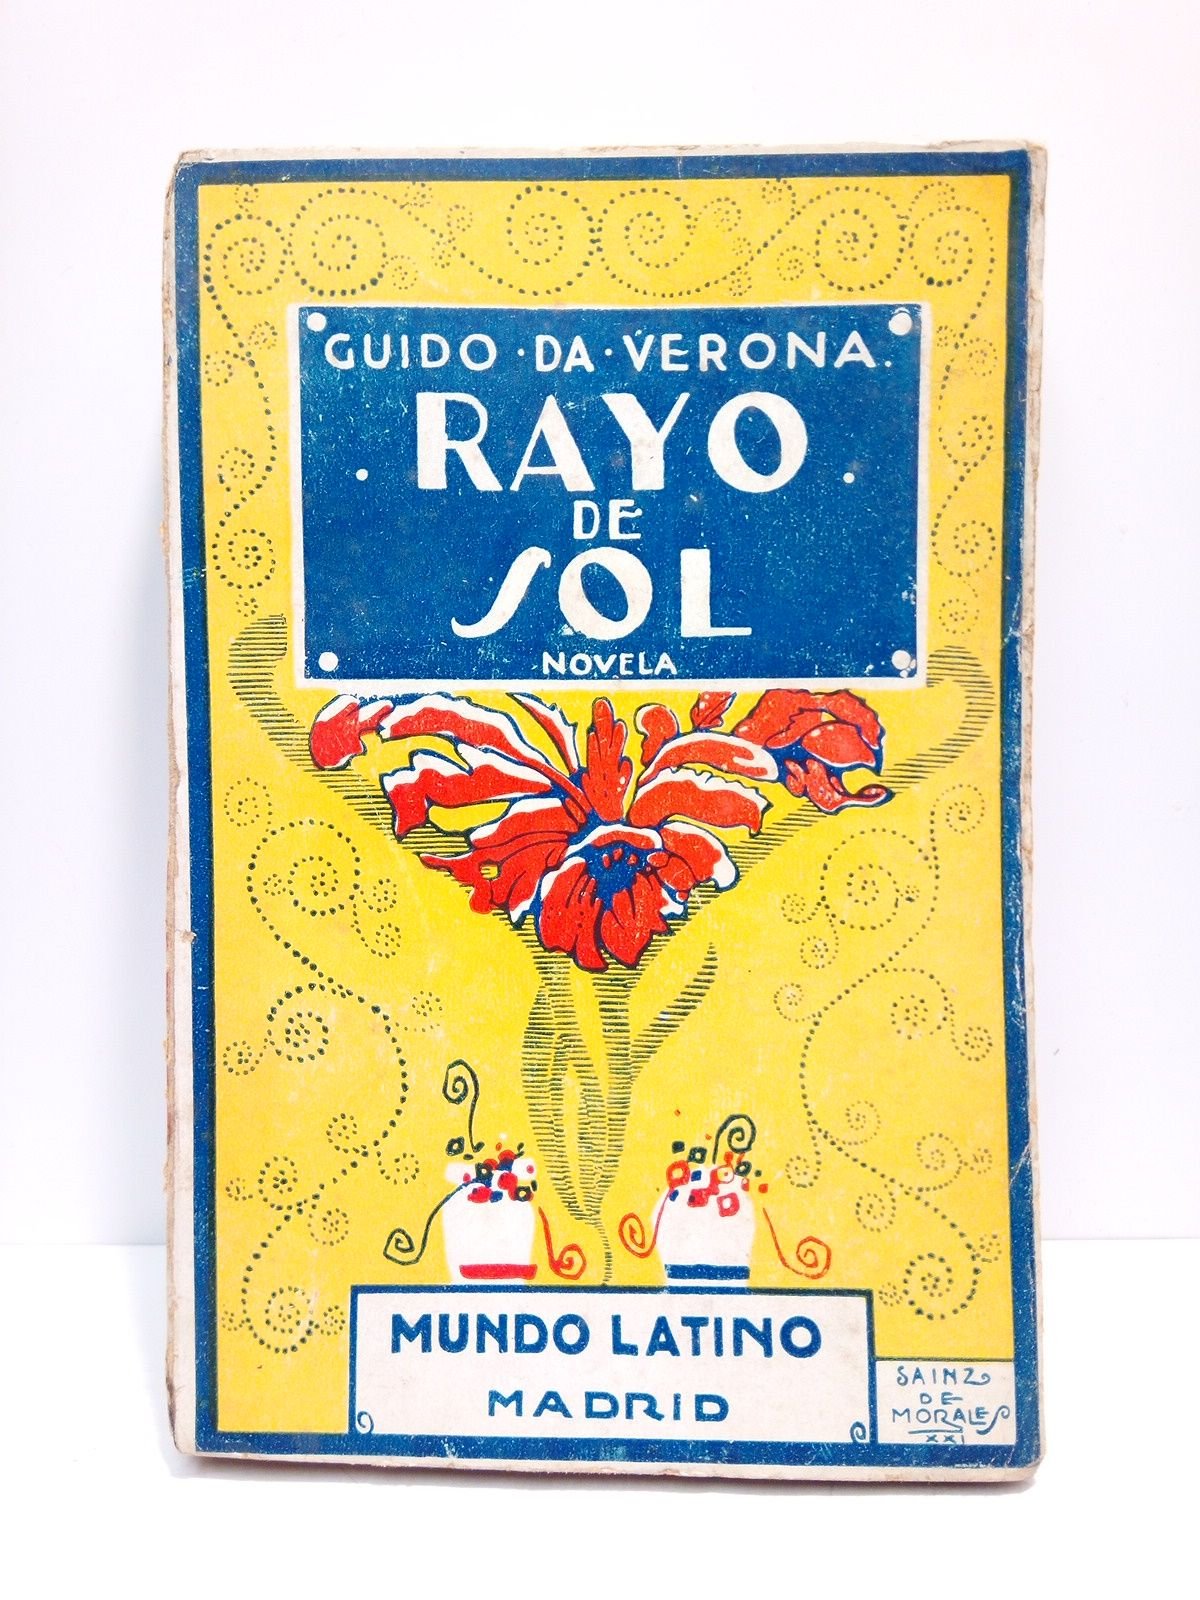 GUIDO · DA · VERONA.
RAYO
DE
SOL
NOVELA
MUNDO LATINO
MADRID
SAINZ
DE
MORALES
XXI